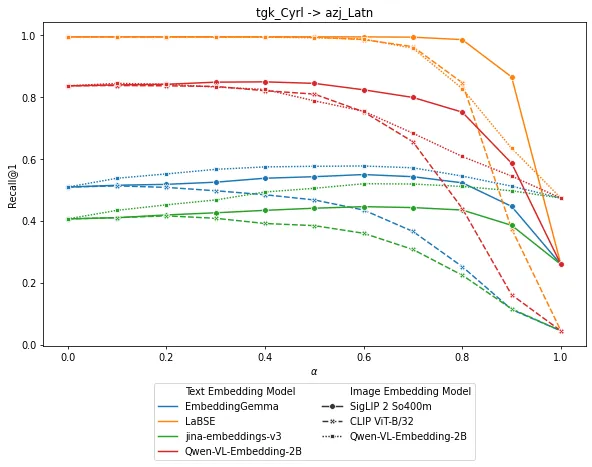 tgk_Cyrl -> azj_Latn
1.0
0.8
0.6
0.4
0.2
0.0
Recall@1
0.0 0.2 0.4 0.6 0.8 1.0
α
Text Embedding Model Image Embedding Model
EmbeddingGemma SigLIP 2 So400m
LaBSE CLIP ViT-B/32
jina-embeddings-v3 Qwen-VL-Embedding-2B
Qwen-VL-Embedding-2B